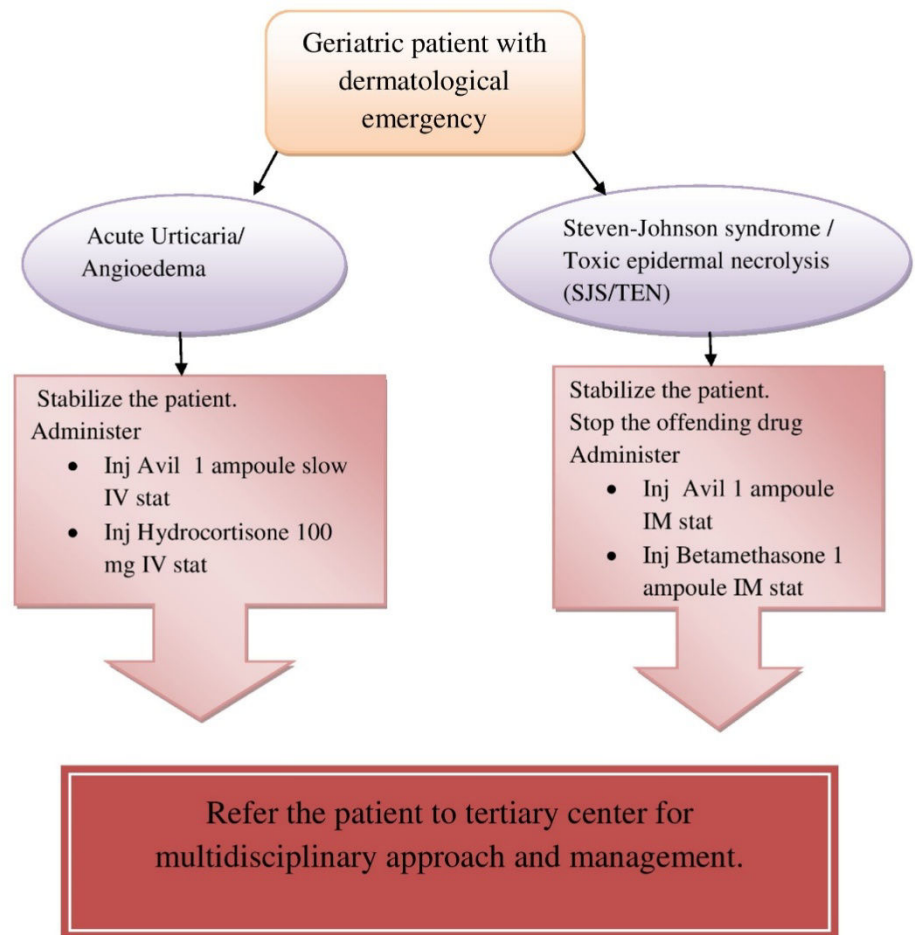 Geriatric patient with
dermatological
emergency
Acute Urticaria/
Angioedema
Steven-Johnson syndrome /
Toxic epidermal necrolysis
(SJS/TEN)
Stabilize the patient.
Administer
• Inj Avil 1 ampoule slow
IV stat
• Inj Hydrocortisone 100
mg IV stat
Stabilize the patient.
Stop the offending drug
Administer
• Inj Avil 1 ampoule
IM stat
• Inj Betamethasone 1
ampoule IM stat
Refer the patient to tertiary center for
multidisciplinary approach and management.